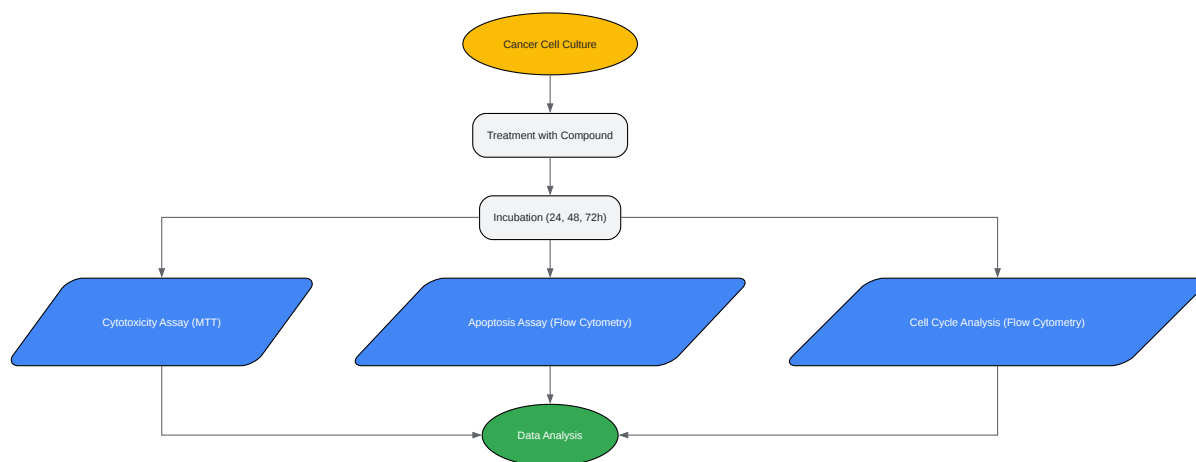 Cancer Cell Culture
Treatment with Compound
Incubation (24, 48, 72h)
Cytotoxicity Assay (MTT)
Apoptosis Assay (Flow Cytometry)
Cell Cycle Analysis (Flow Cytometry)
Data Analysis